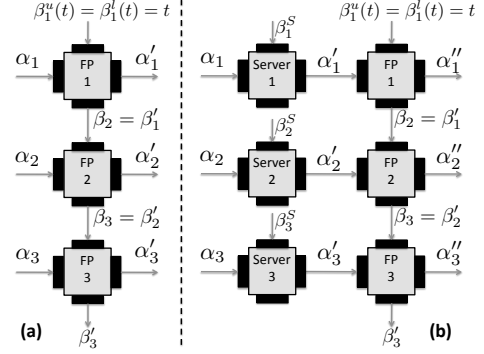 β₁ᵘ(t) = β₁ˡ(t) = t
α₁ FP 1 α₁′
β₂ = β₁′
α₂ FP 2 α₂′
β₃ = β₂′
α₃ FP 3 α₃′
(a) β₃′
β₁ᵘ(t) = β₁ˡ(t) = t
β₁ˢ
α₁ Server 1 α₁′ FP 1 α₁″
β₂ˢ β₂ = β₁′
α₂ Server 2 α₂′ FP 2 α₂″
β₃ˢ β₃ = β₂′
α₃ Server 3 α₃′ FP 3 α₃″
β₃′ (b)